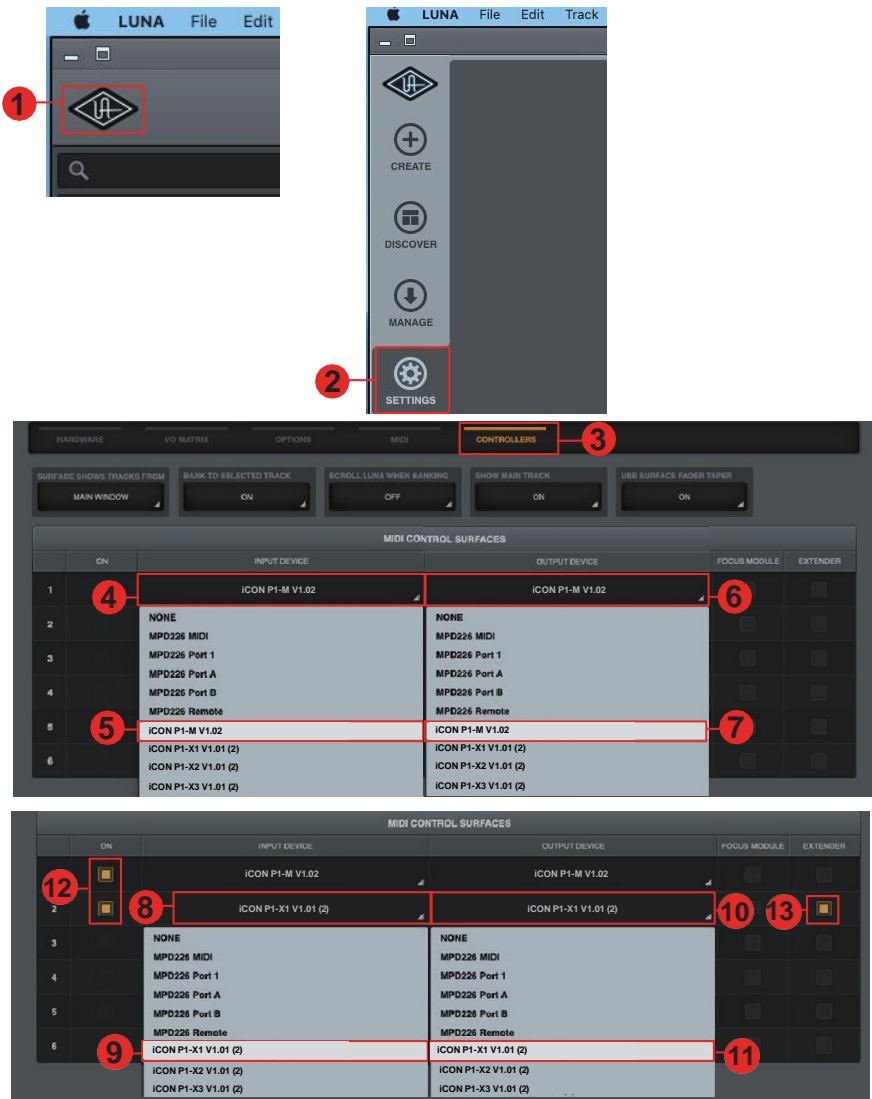 LUNA File Edit
1
LUNA File Edit Track
CREATE
DISCOVER
MANAGE
2
SETTINGS
HARDWARE I/O MATRIX OPTIONS MIDI CONTROLLERS 3
SURFACE SHOWS TRACKS FROM BANK TO SELECTED TRACK SCROLL LUNA WHEN BANKING SHOW MAIN TRACK USE SURFACE FADER TAPER
MAIN WINDOW ON OFF ON ON
MIDI CONTROL SURFACES
ON INPUT DEVICE OUTPUT DEVICE FOCUS MODULE EXTENDER
1 4 iCON P1-M V1.02 iCON P1-M V1.02 6
NONE NONE
2 MPD226 MIDI MPD226 MIDI
3 MPD226 Port 1 MPD226 Port 1
MPD226 Port A MPD226 Port A
4 MPD226 Port B MPD226 Port B
MPD226 Remote MPD226 Remote
5 5 iCON P1-M V1.02 iCON P1-M V1.02 7
iCON P1-X1 V1.01 (2) iCON P1-X1 V1.01 (2)
6 iCON P1-X2 V1.01 (2) iCON P1-X2 V1.01 (2)
iCON P1-X3 V1.01 (2) iCON P1-X3 V1.01 (2)
MIDI CONTROL SURFACES
ON INPUT DEVICE OUTPUT DEVICE FOCUS MODULE EXTENDER
iCON P1-M V1.02 iCON P1-M V1.02
12
2 8 iCON P1-X1 V1.01 (2) iCON P1-X1 V1.01 (2) 10 13
3 NONE NONE
MPD226 MIDI MPD226 MIDI
4 MPD226 Port 1 MPD226 Port 1
MPD226 Port A MPD226 Port A
5 MPD226 Port B MPD226 Port B
MPD226 Remote MPD226 Remote
6 9 iCON P1-X1 V1.01 (2) iCON P1-X1 V1.01 (2) 11
iCON P1-X2 V1.01 (2) iCON P1-X2 V1.01 (2)
iCON P1-X3 V1.01 (2) iCON P1-X3 V1.01 (2)